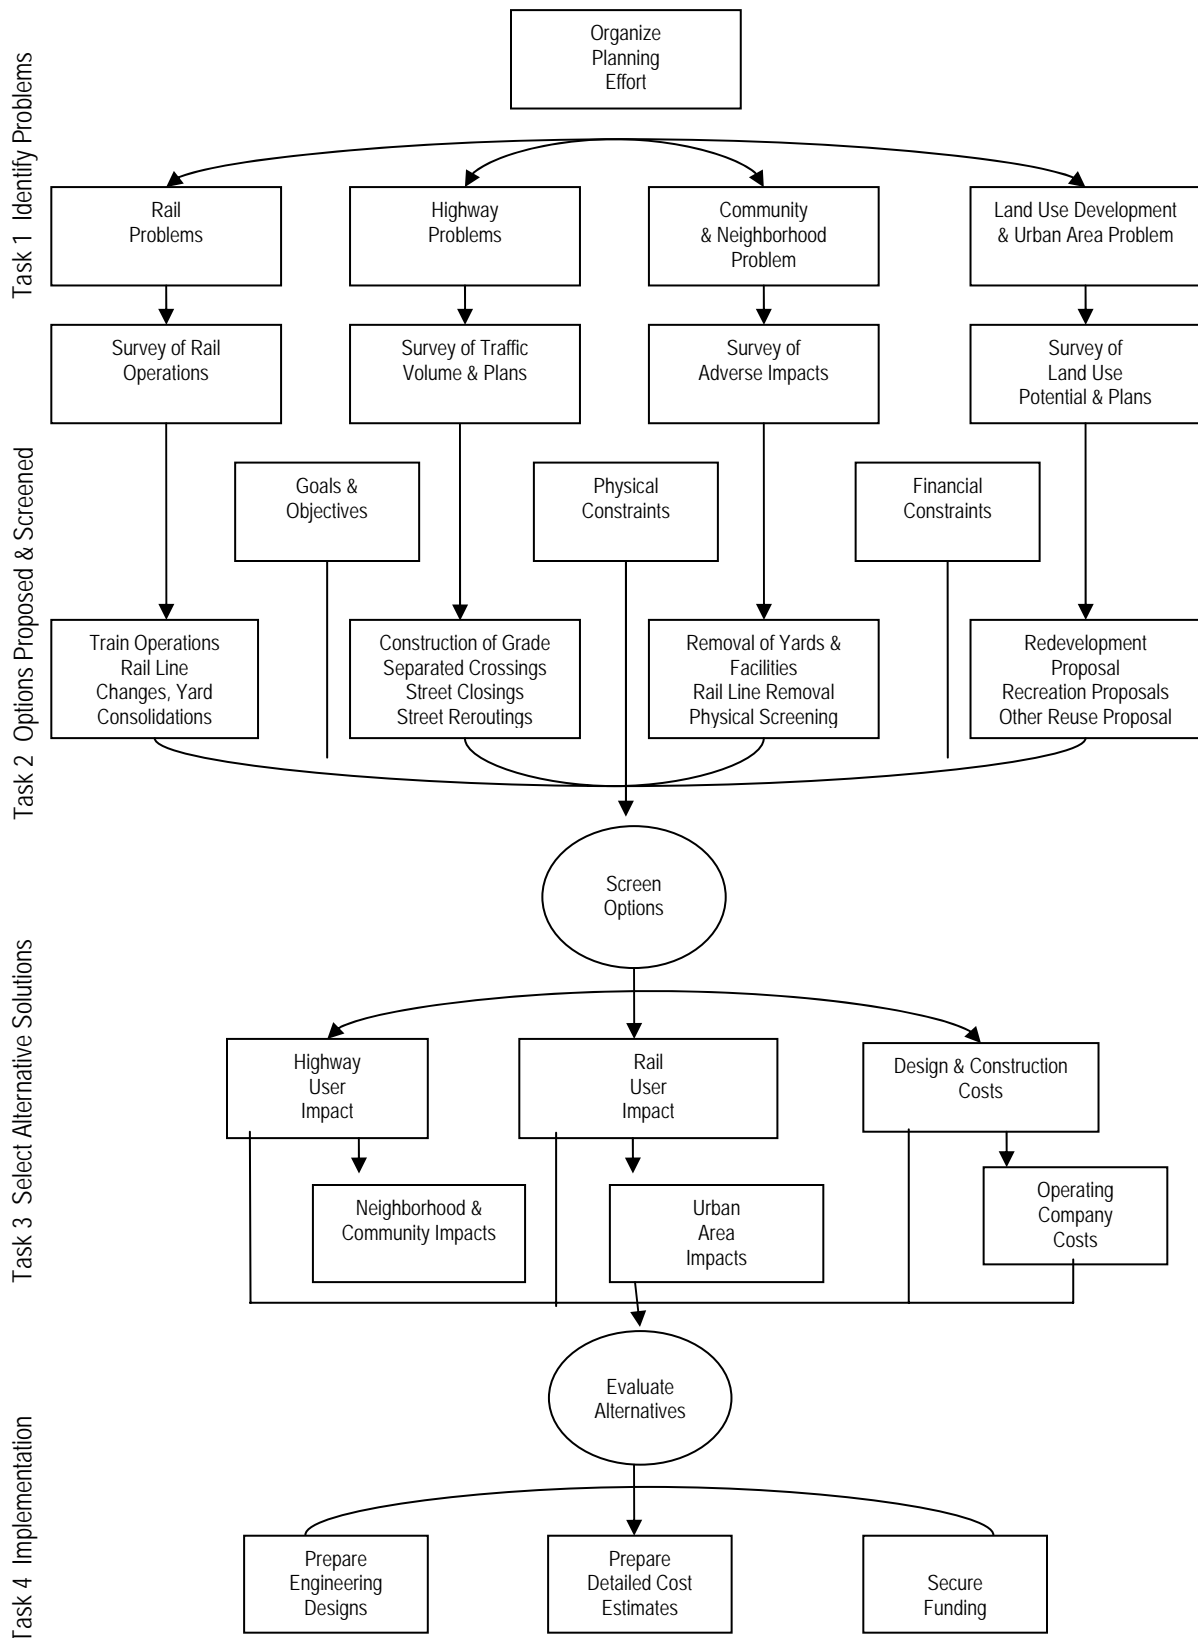 Task 1 Identify Problems
Organize
Planning
Effort
Rail
Problems
Highway
Problems
Community
& Neighborhood
Problem
Land Use Development
& Urban Area Problem
Survey of Rail
Operations
Survey of Traffic
Volume & Plans
Survey of
Adverse Impacts
Survey of
Land Use
Potential & Plans
Task 2 Options Proposed & Screened
Goals &
Objectives
Physical
Constraints
Financial
Constraints
Train Operations
Rail Line
Changes, Yard
Consolidations
Construction of Grade
Separated Crossings
Street Closings
Street Reroutings
Removal of Yards &
Facilities
Rail Line Removal
Physical Screening
Redevelopment
Proposal
Recreation Proposals
Other Reuse Proposal
Screen
Options
Task 3 Select Alternative Solutions
Highway
User
Impact
Rail
User
Impact
Design & Construction
Costs
Neighborhood &
Community Impacts
Urban
Area
Impacts
Operating
Company
Costs
Evaluate
Alternatives
Task 4 Implementation
Prepare
Engineering
Designs
Prepare
Detailed Cost
Estimates
Secure
Funding